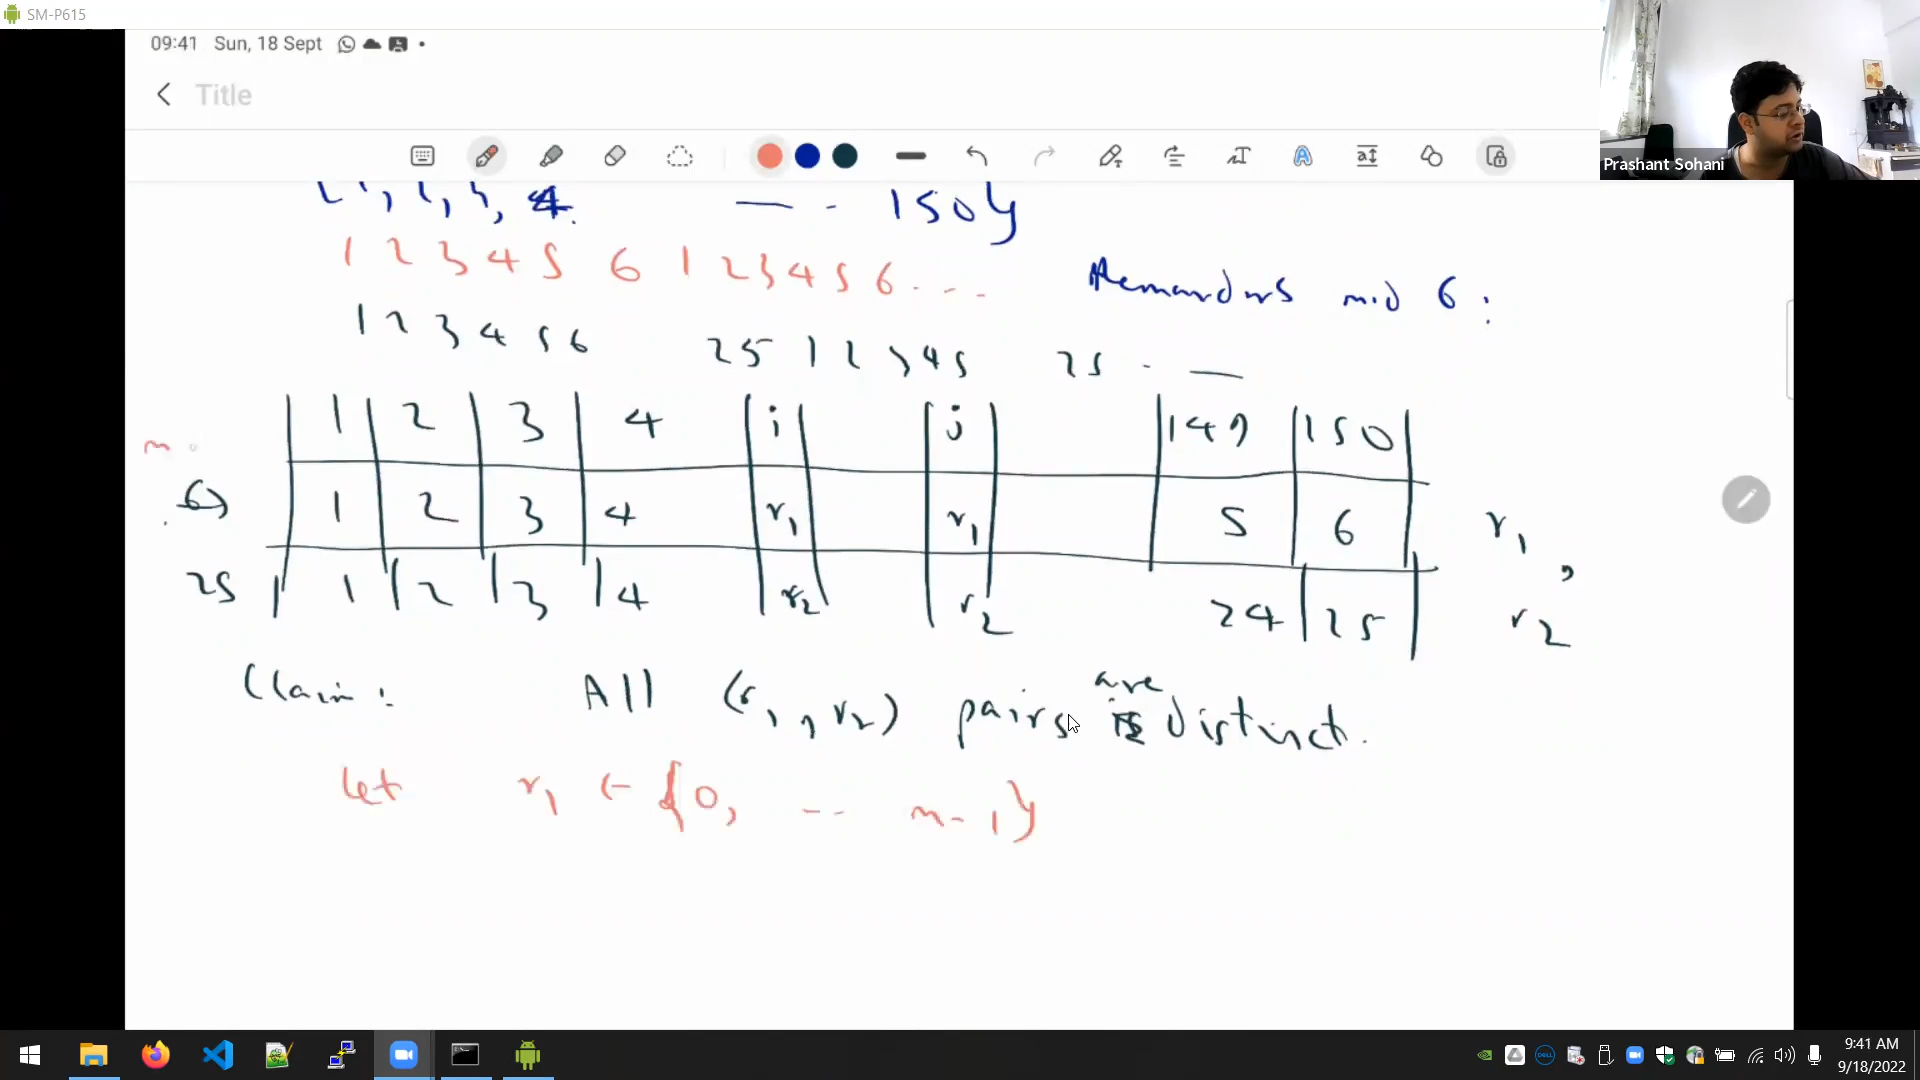 SM-P615
09:41 Sun, 18 Sept
Title
Prashant Sohani
4. — - 150}
1 2 3 4 5 6 1 2 3 4 5 6 . . .
mod 6 :
1 2 3 4 5 6 25 1 2 3 4 5 25 - —
1 2 3 4 i j 149 150
m
6 1 2 3 4 r1 r1 5 6 r1 ,
25 1 2 3 4 r2 r2 24 25 r2
Claim : All (r1 , r2) pairs are distinct.
let r1 ← {0, -- m-1}
9:41 AM
9/18/2022